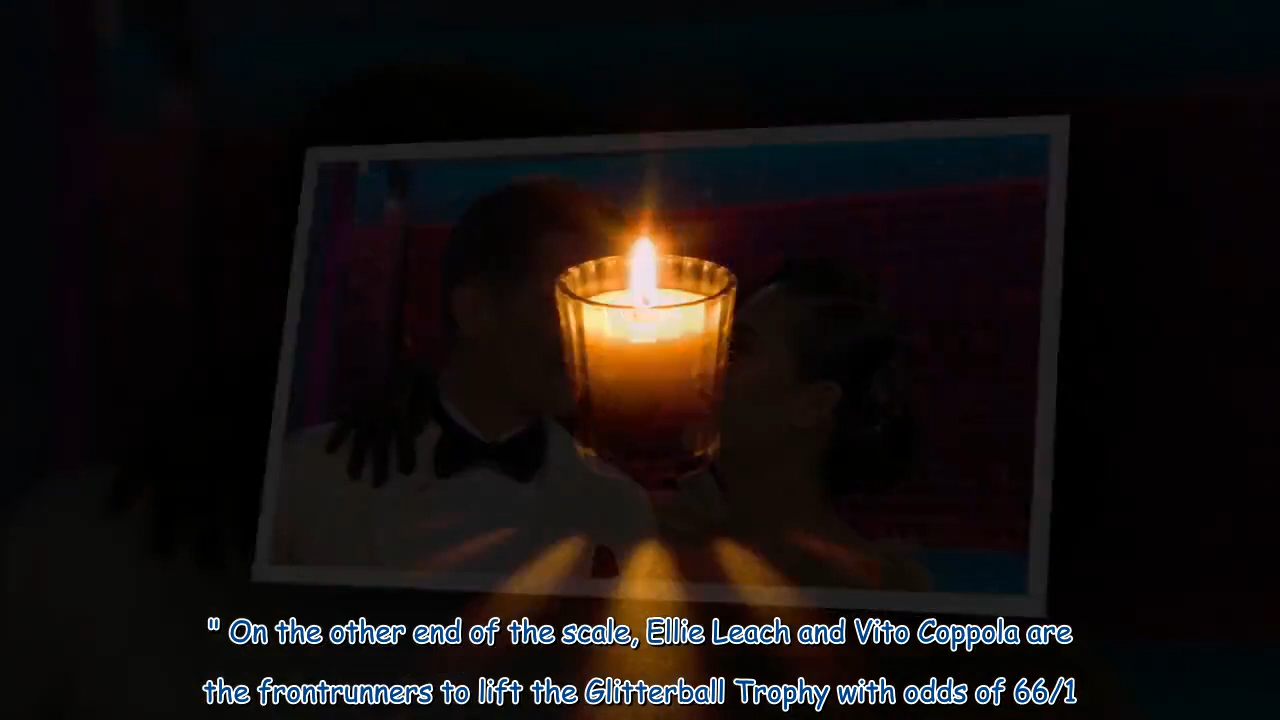 " On the other end of the scale, Ellie Leach and Vito Coppola are
the frontrunners to lift the Glitterball Trophy with odds of 66/1